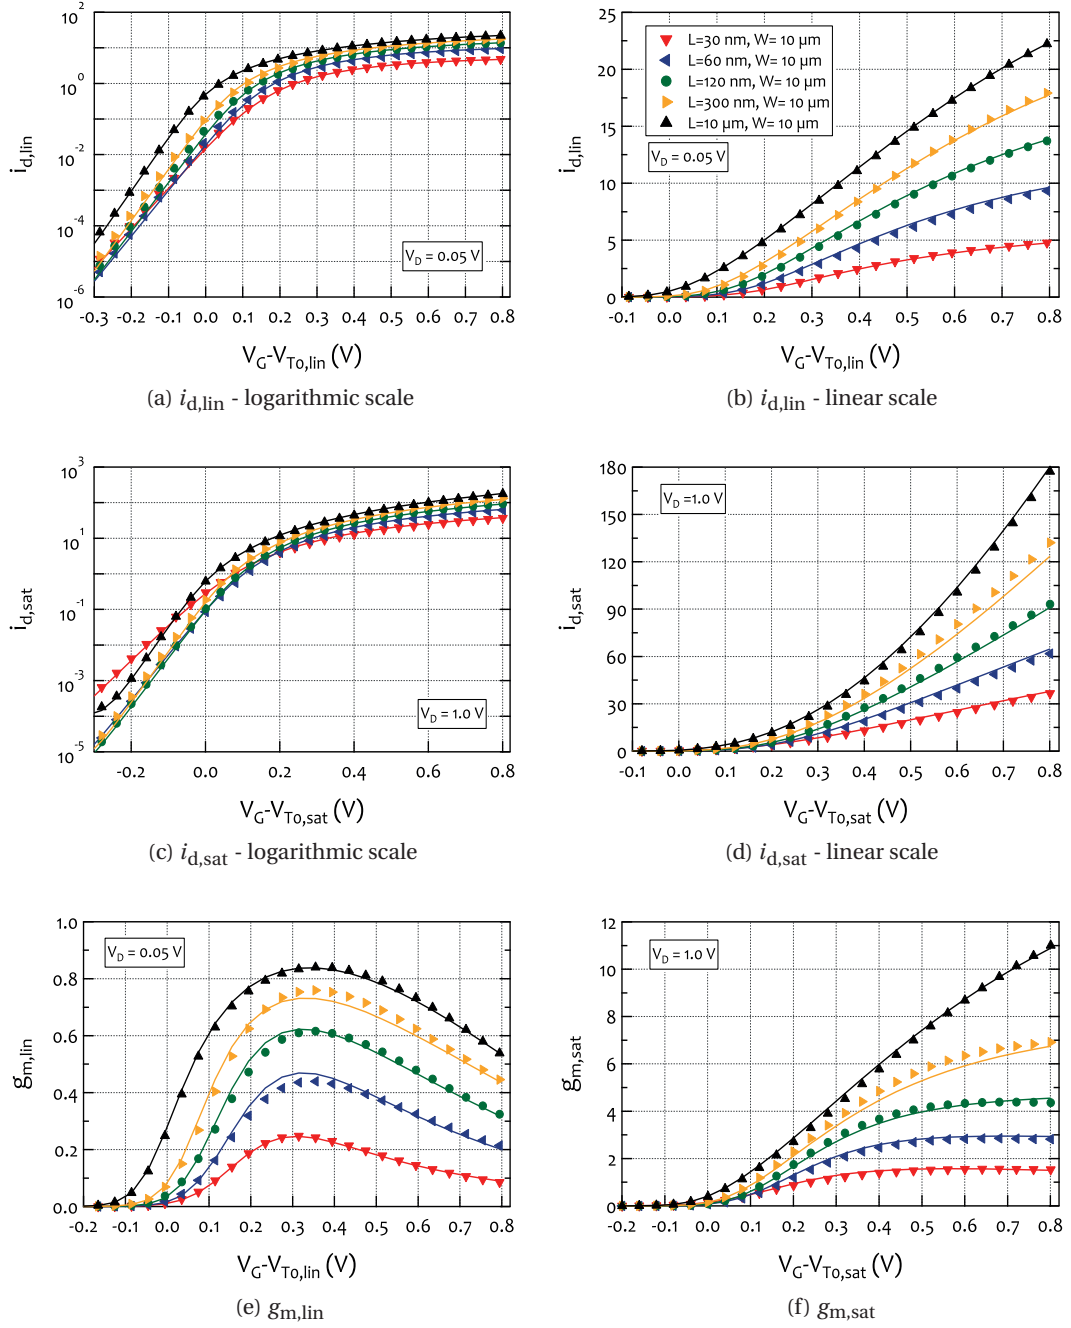 10²
10⁰
10⁻²
10⁻⁴
10⁻⁶
i_d,lin
V_D = 0.05 V
-0.3 -0.2 -0.1 0.0 0.1 0.2 0.3 0.4 0.5 0.6 0.7 0.8
V_G-V_T0,lin (V)
(a) i_d,lin - logarithmic scale
25
20
15
10
5
0
i_d,lin
L=30 nm, W= 10 µm
L=60 nm, W= 10 µm
L=120 nm, W= 10 µm
L=300 nm, W= 10 µm
L=10 µm, W= 10 µm
V_D = 0.05 V
-0.1 0.0 0.1 0.2 0.3 0.4 0.5 0.6 0.7 0.8
V_G-V_T0,lin (V)
(b) i_d,lin - linear scale
10³
10¹
10⁻¹
10⁻³
10⁻⁵
i_d,sat
V_D = 1.0 V
-0.2 0.0 0.2 0.4 0.6 0.8
V_G-V_T0,sat (V)
(c) i_d,sat - logarithmic scale
180
150
120
90
60
30
0
i_d,sat
V_D =1.0 V
-0.1 0.0 0.1 0.2 0.3 0.4 0.5 0.6 0.7 0.8
V_G-V_T0,sat (V)
(d) i_d,sat - linear scale
1.0
0.8
0.6
0.4
0.2
0.0
g_m,lin
V_D = 0.05 V
-0.2 -0.1 0.0 0.1 0.2 0.3 0.4 0.5 0.6 0.7 0.8
V_G-V_T0,lin (V)
(e) g_m,lin
12
10
8
6
4
2
0
g_m,sat
V_D = 1.0 V
-0.2 -0.1 0.0 0.1 0.2 0.3 0.4 0.5 0.6 0.7 0.8
V_G-V_T0,sat (V)
(f) g_m,sat